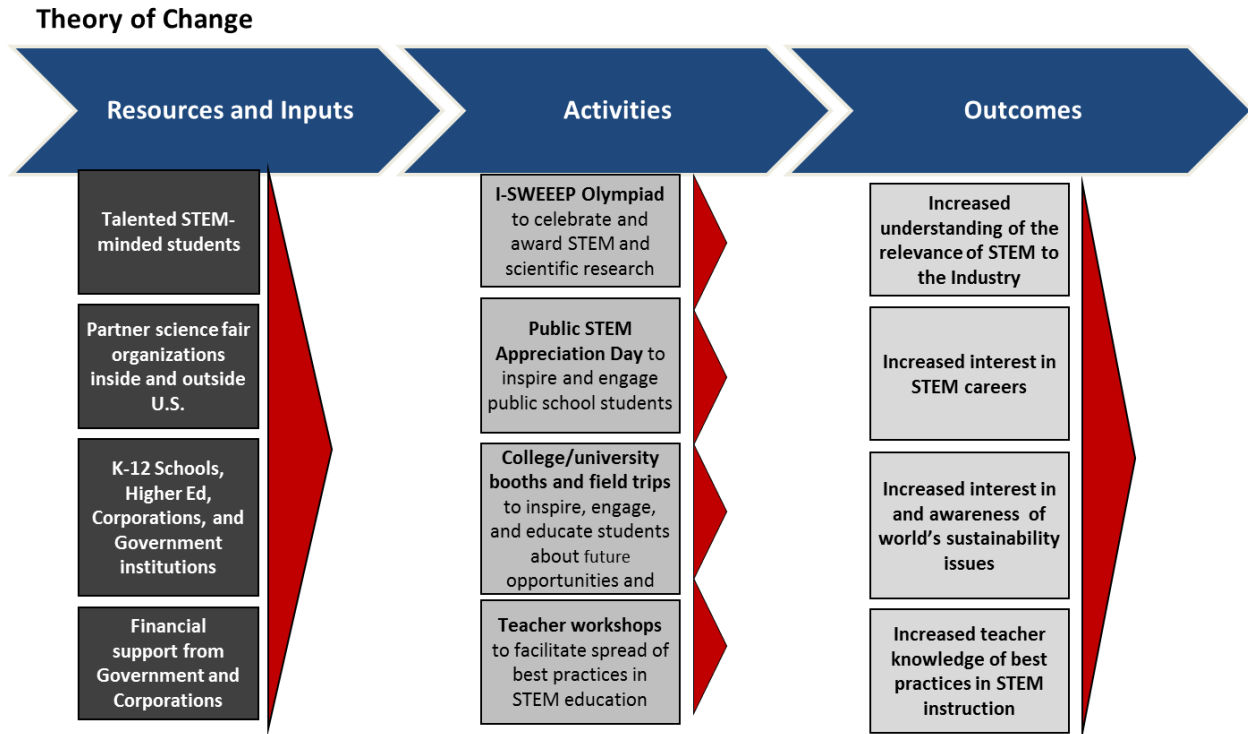 Theory of Change
Resources and Inputs
Activities
Outcomes
Talented STEM-
minded students
Partner science fair
organizations
inside and outside
U.S.
K-12 Schools,
Higher Ed,
Corporations, and
Government
institutions
Financial
support from
Government and
Corporations
I-SWEEEP Olympiad
to celebrate and
award STEM and
scientific research
Public STEM
Appreciation Day to
inspire and engage
public school students
College/university
booths and field trips
to inspire, engage,
and educate students
about future
opportunities and
Teacher workshops
to facilitate spread of
best practices in
STEM education
Increased
understanding of the
relevance of STEM to
the Industry
Increased interest in
STEM careers
Increased interest in
and awareness of
world’s sustainability
issues
Increased teacher
knowledge of best
practices in STEM
instruction